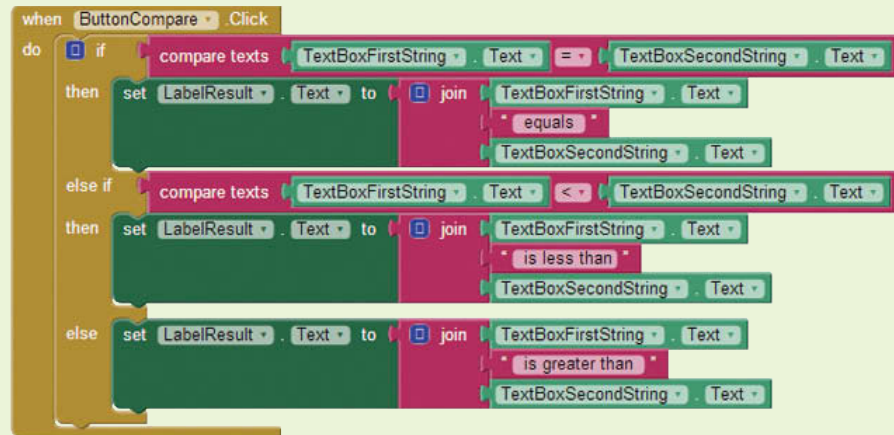 when ButtonCompare .Click
do if compare texts TextBoxFirstString . Text = TextBoxSecondString . Text
then set LabelResult . Text to join TextBoxFirstString . Text
" equals "
TextBoxSecondString . Text
else if compare texts TextBoxFirstString . Text < TextBoxSecondString . Text
then set LabelResult . Text to join TextBoxFirstString . Text
" is less than "
TextBoxSecondString . Text
else set LabelResult . Text to join TextBoxFirstString . Text
" is greater than "
TextBoxSecondString . Text